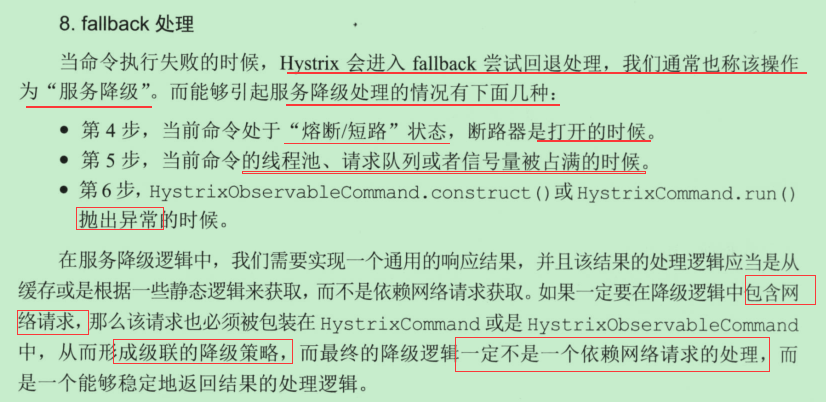 8. fallback 处理
当命令执行失败的时候，Hystrix 会进入 fallback 尝试回退处理，我们通常也称该操作
为“服务降级”。而能够引起服务降级处理的情况有下面几种：
● 第 4 步，当前命令处于“熔断/短路”状态，断路器是打开的时候。
● 第 5 步，当前命令的线程池、请求队列或者信号量被占满的时候。
● 第 6 步，HystrixObservableCommand.construct()或 HystrixCommand.run()
抛出异常的时候。
在服务降级逻辑中，我们需要实现一个通用的响应结果，并且该结果的处理逻辑应当是从
缓存或是根据一些静态逻辑来获取，而不是依赖网络请求获取。如果一定要在降级逻辑中包含网
络请求，那么该请求也必须被包装在 HystrixCommand 或是 HystrixObservableCommand
中，从而形成级联的降级策略，而最终的降级逻辑一定不是一个依赖网络请求的处理，而
是一个能够稳定地返回结果的处理逻辑。